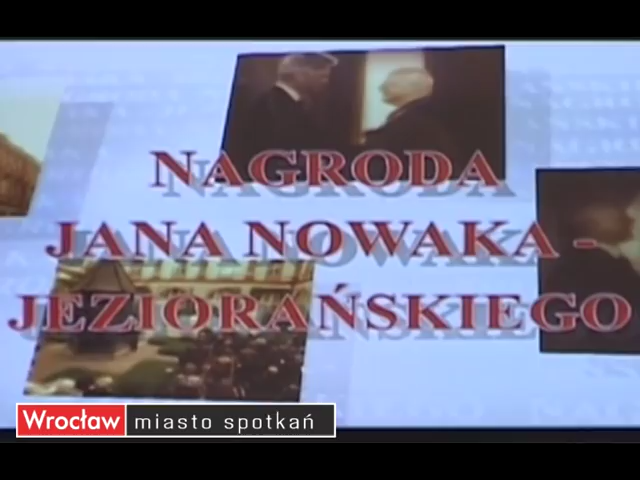 NAGRODA
JANA NOWAKA -
JEZIORAŃSKIEGO
Wrocław miasto spotkań